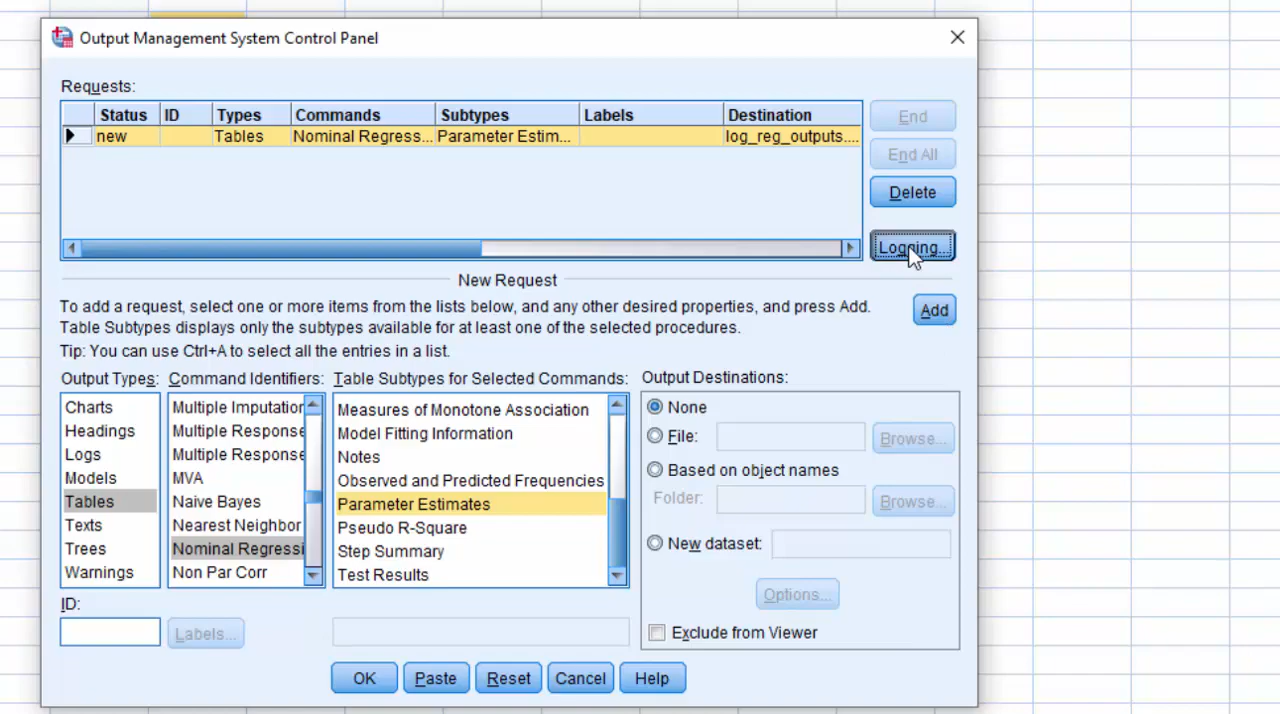 Output Management System Control Panel
Requests:
Status ID Types Commands Subtypes Labels Destination
new Tables Nominal Regress... Parameter Estim... log_reg_outputs....
End
End All
Delete
Logging...
New Request
To add a request, select one or more items from the lists below, and any other desired properties, and press Add.
Table Subtypes displays only the subtypes available for at least one of the selected procedures.
Add
Tip: You can use Ctrl+A to select all the entries in a list.
Output Types: Command Identifiers: Table Subtypes for Selected Commands: Output Destinations:
Charts
Headings
Logs
Models
Tables
Texts
Trees
Warnings
Multiple Imputation
Multiple Response
Multiple Response
MVA
Naive Bayes
Nearest Neighbor
Nominal Regressi
Non Par Corr
Measures of Monotone Association
Model Fitting Information
Notes
Observed and Predicted Frequencies
Parameter Estimates
Pseudo R-Square
Step Summary
Test Results
None
File: Browse...
Based on object names
Folder: Browse...
New dataset:
Options...
Exclude from Viewer
ID:
Labels...
OK Paste Reset Cancel Help